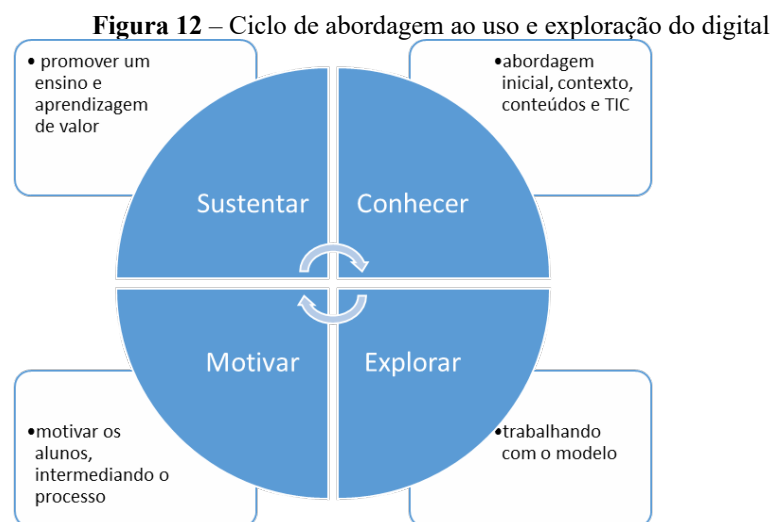 Figura 12 – Ciclo de abordagem ao uso e exploração do digital
• promover um
ensino e
aprendizagem
de valor
•abordagem
inicial, contexto,
conteúdos e TIC
Sustentar
Conhecer
Motivar
Explorar
•motivar os
alunos,
intermediando o
processo
•trabalhando
com o modelo